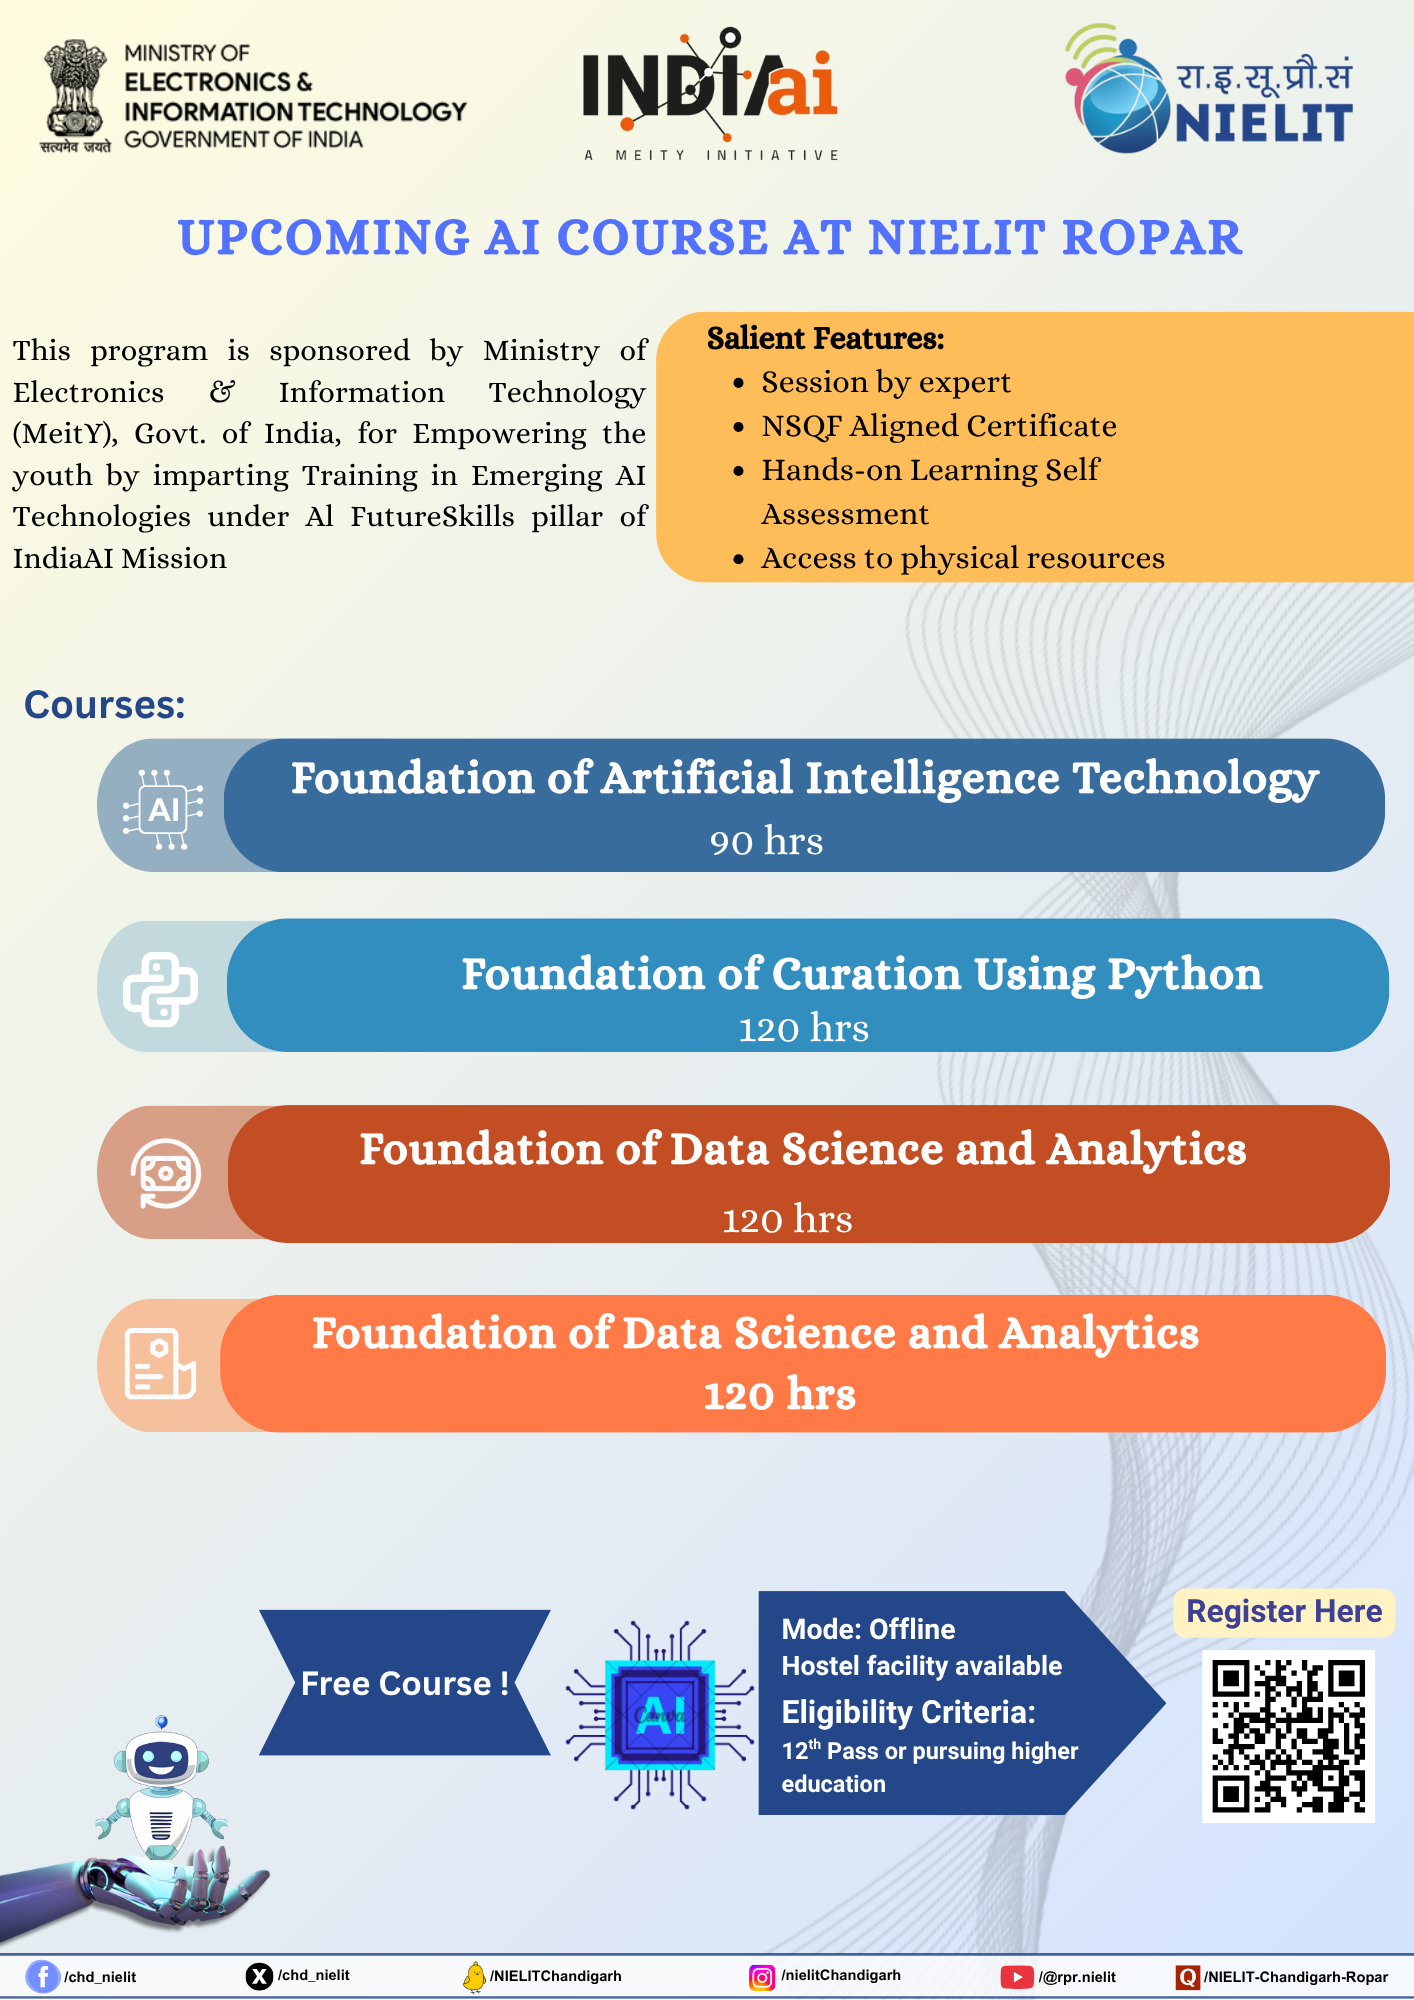 MINISTRY OF
ELECTRONICS &
INFORMATION TECHNOLOGY
GOVERNMENT OF INDIA
सत्यमेव जयते
INDIAai
A MEITY INITIATIVE
रा.इ.सू.प्रौ.सं
NIELIT
UPCOMING AI COURSE AT NIELIT ROPAR
This program is sponsored by Ministry of
Electronics & Information Technology
(MeitY), Govt. of India, for Empowering the
youth by imparting Training in Emerging AI
Technologies under Al FutureSkills pillar of
IndiaAI Mission
Salient Features:
• Session by expert
• NSQF Aligned Certificate
• Hands-on Learning Self
Assessment
• Access to physical resources
Courses:
AI
Foundation of Artificial Intelligence Technology
90 hrs
Foundation of Curation Using Python
120 hrs
Foundation of Data Science and Analytics
120 hrs
Foundation of Data Science and Analytics
120 hrs
Free Course !
AI
Canva
Mode: Offline
Hostel facility available
Eligibility Criteria:
12th Pass or pursuing higher
education
Register Here
/chd_nielit
/chd_nielit
/NIELITChandigarh
/nielitChandigarh
/@rpr.nielit
/NIELIT-Chandigarh-Ropar